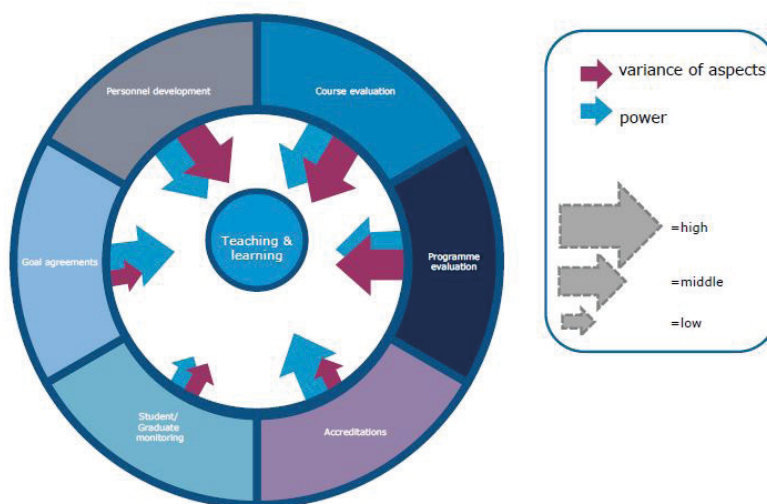 Personnel development
Course evaluation
Goal agreements
Teaching &
learning
Programme
evaluation
Student/
Graduate
monitoring
Accreditations
variance of aspects
power
=high
=middle
=low